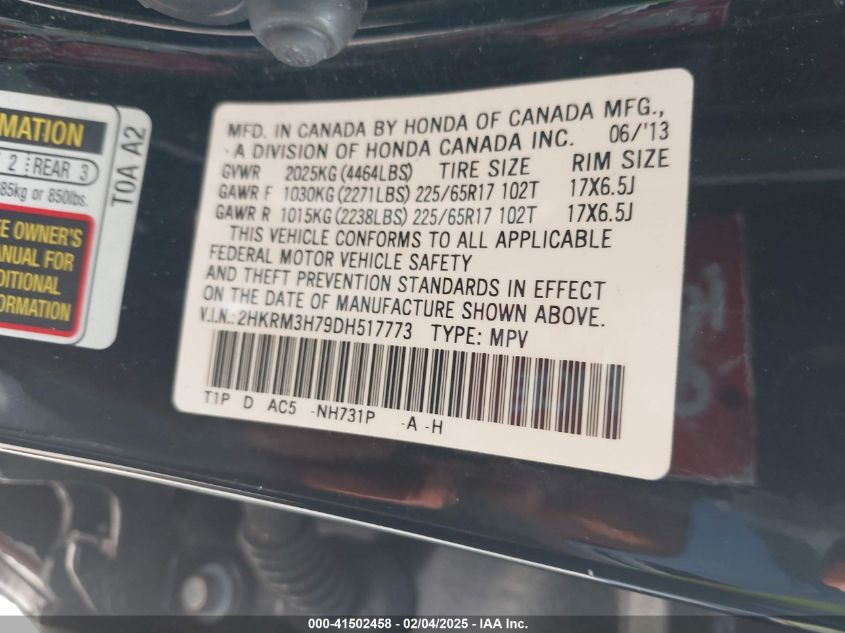 MATION
2 REAR 3
85kg or 850lbs.
E OWNER'S
ANUAL FOR
DITIONAL
FORMATION
T0A A2
MFD. IN CANADA BY HONDA OF CANADA MFG.,
A DIVISION OF HONDA CANADA INC. 06/'13
GVWR 2025KG (4464LBS) TIRE SIZE RIM SIZE
GAWR F 1030KG (2271LBS) 225/65R17 102T 17X6.5J
GAWR R 1015KG (2238LBS) 225/65R17 102T 17X6.5J
THIS VEHICLE CONFORMS TO ALL APPLICABLE
FEDERAL MOTOR VEHICLE SAFETY
AND THEFT PREVENTION STANDARDS IN EFFECT
ON THE DATE OF MANUFACTURE SHOWN ABOVE.
V.I.N.: 2HKRM3H79DH517773 TYPE: MPV
T1P D AC5 -NH731P -A -H
000-41502458 - 02/04/2025 - IAA Inc.